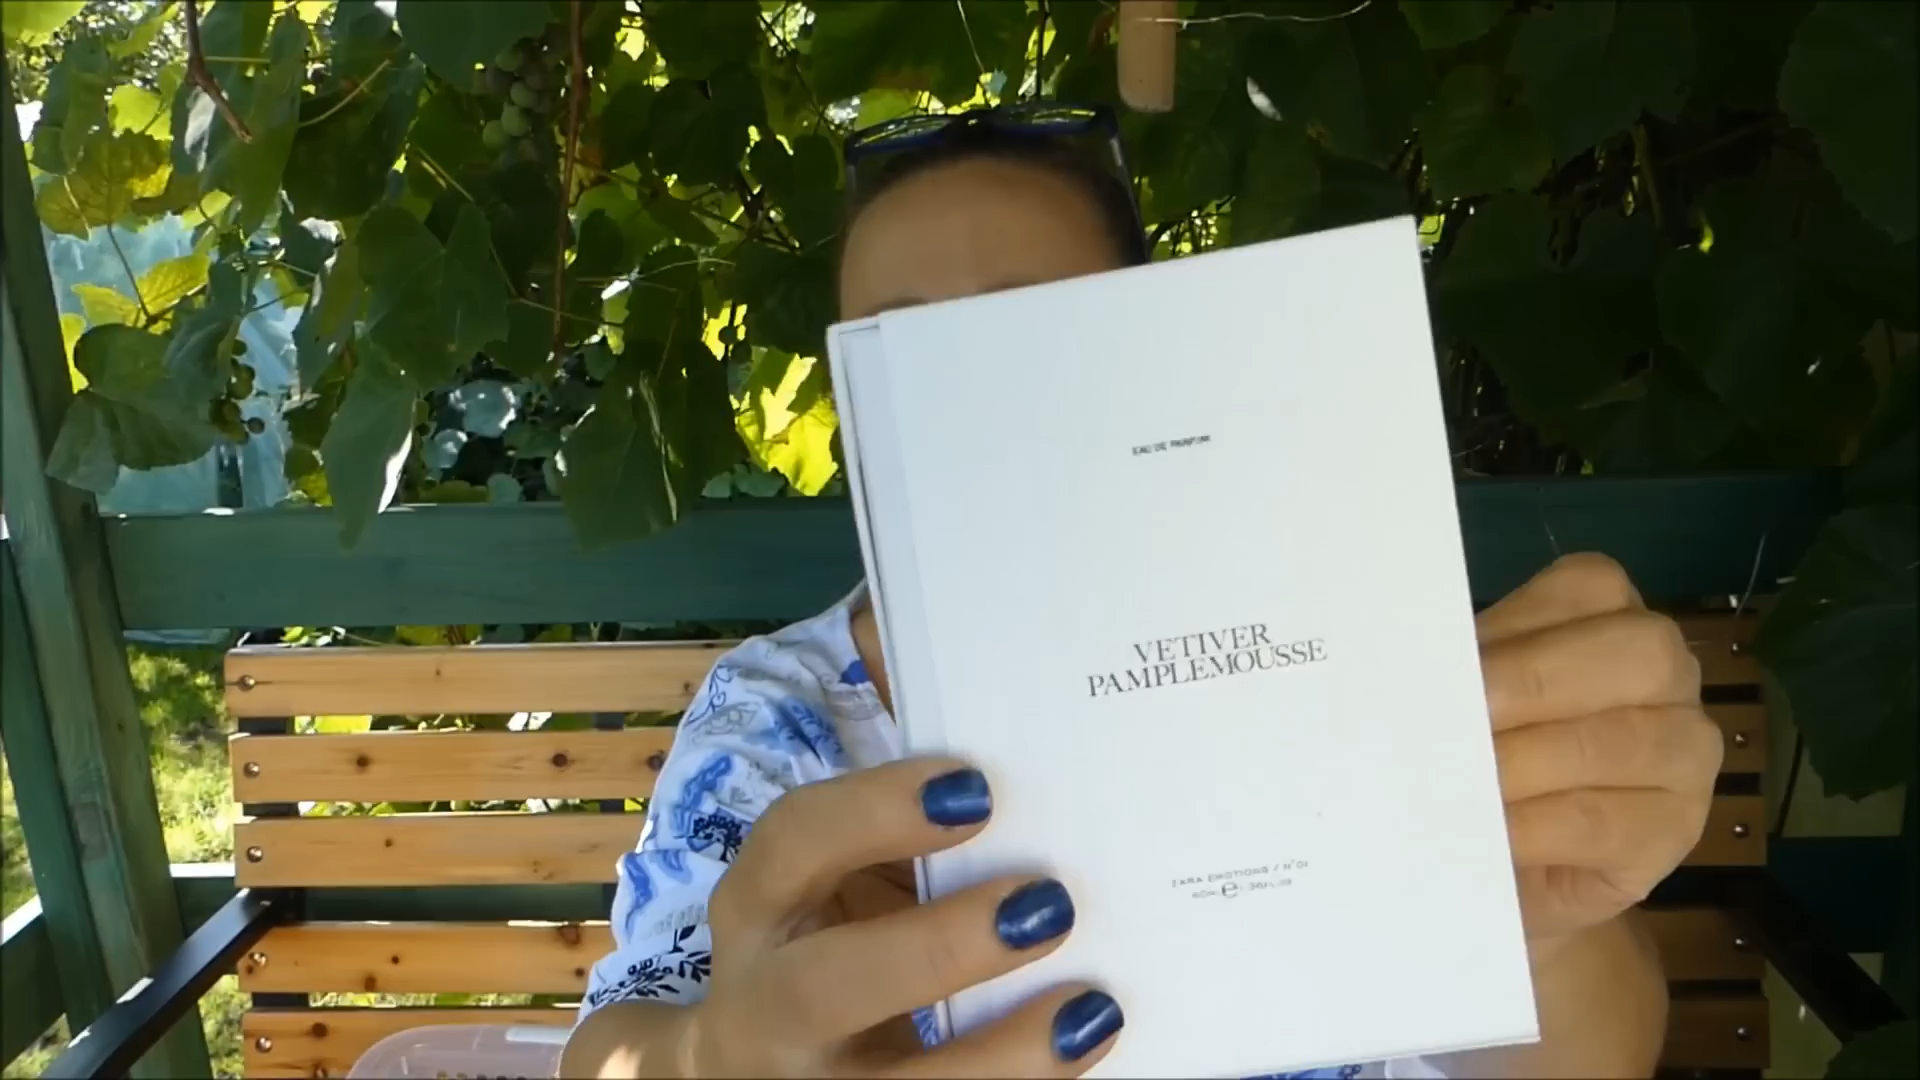 EAU DE PARFUM
VETIVER
PAMPLEMOUSSE
ZARA EMOTIONS / Nº01